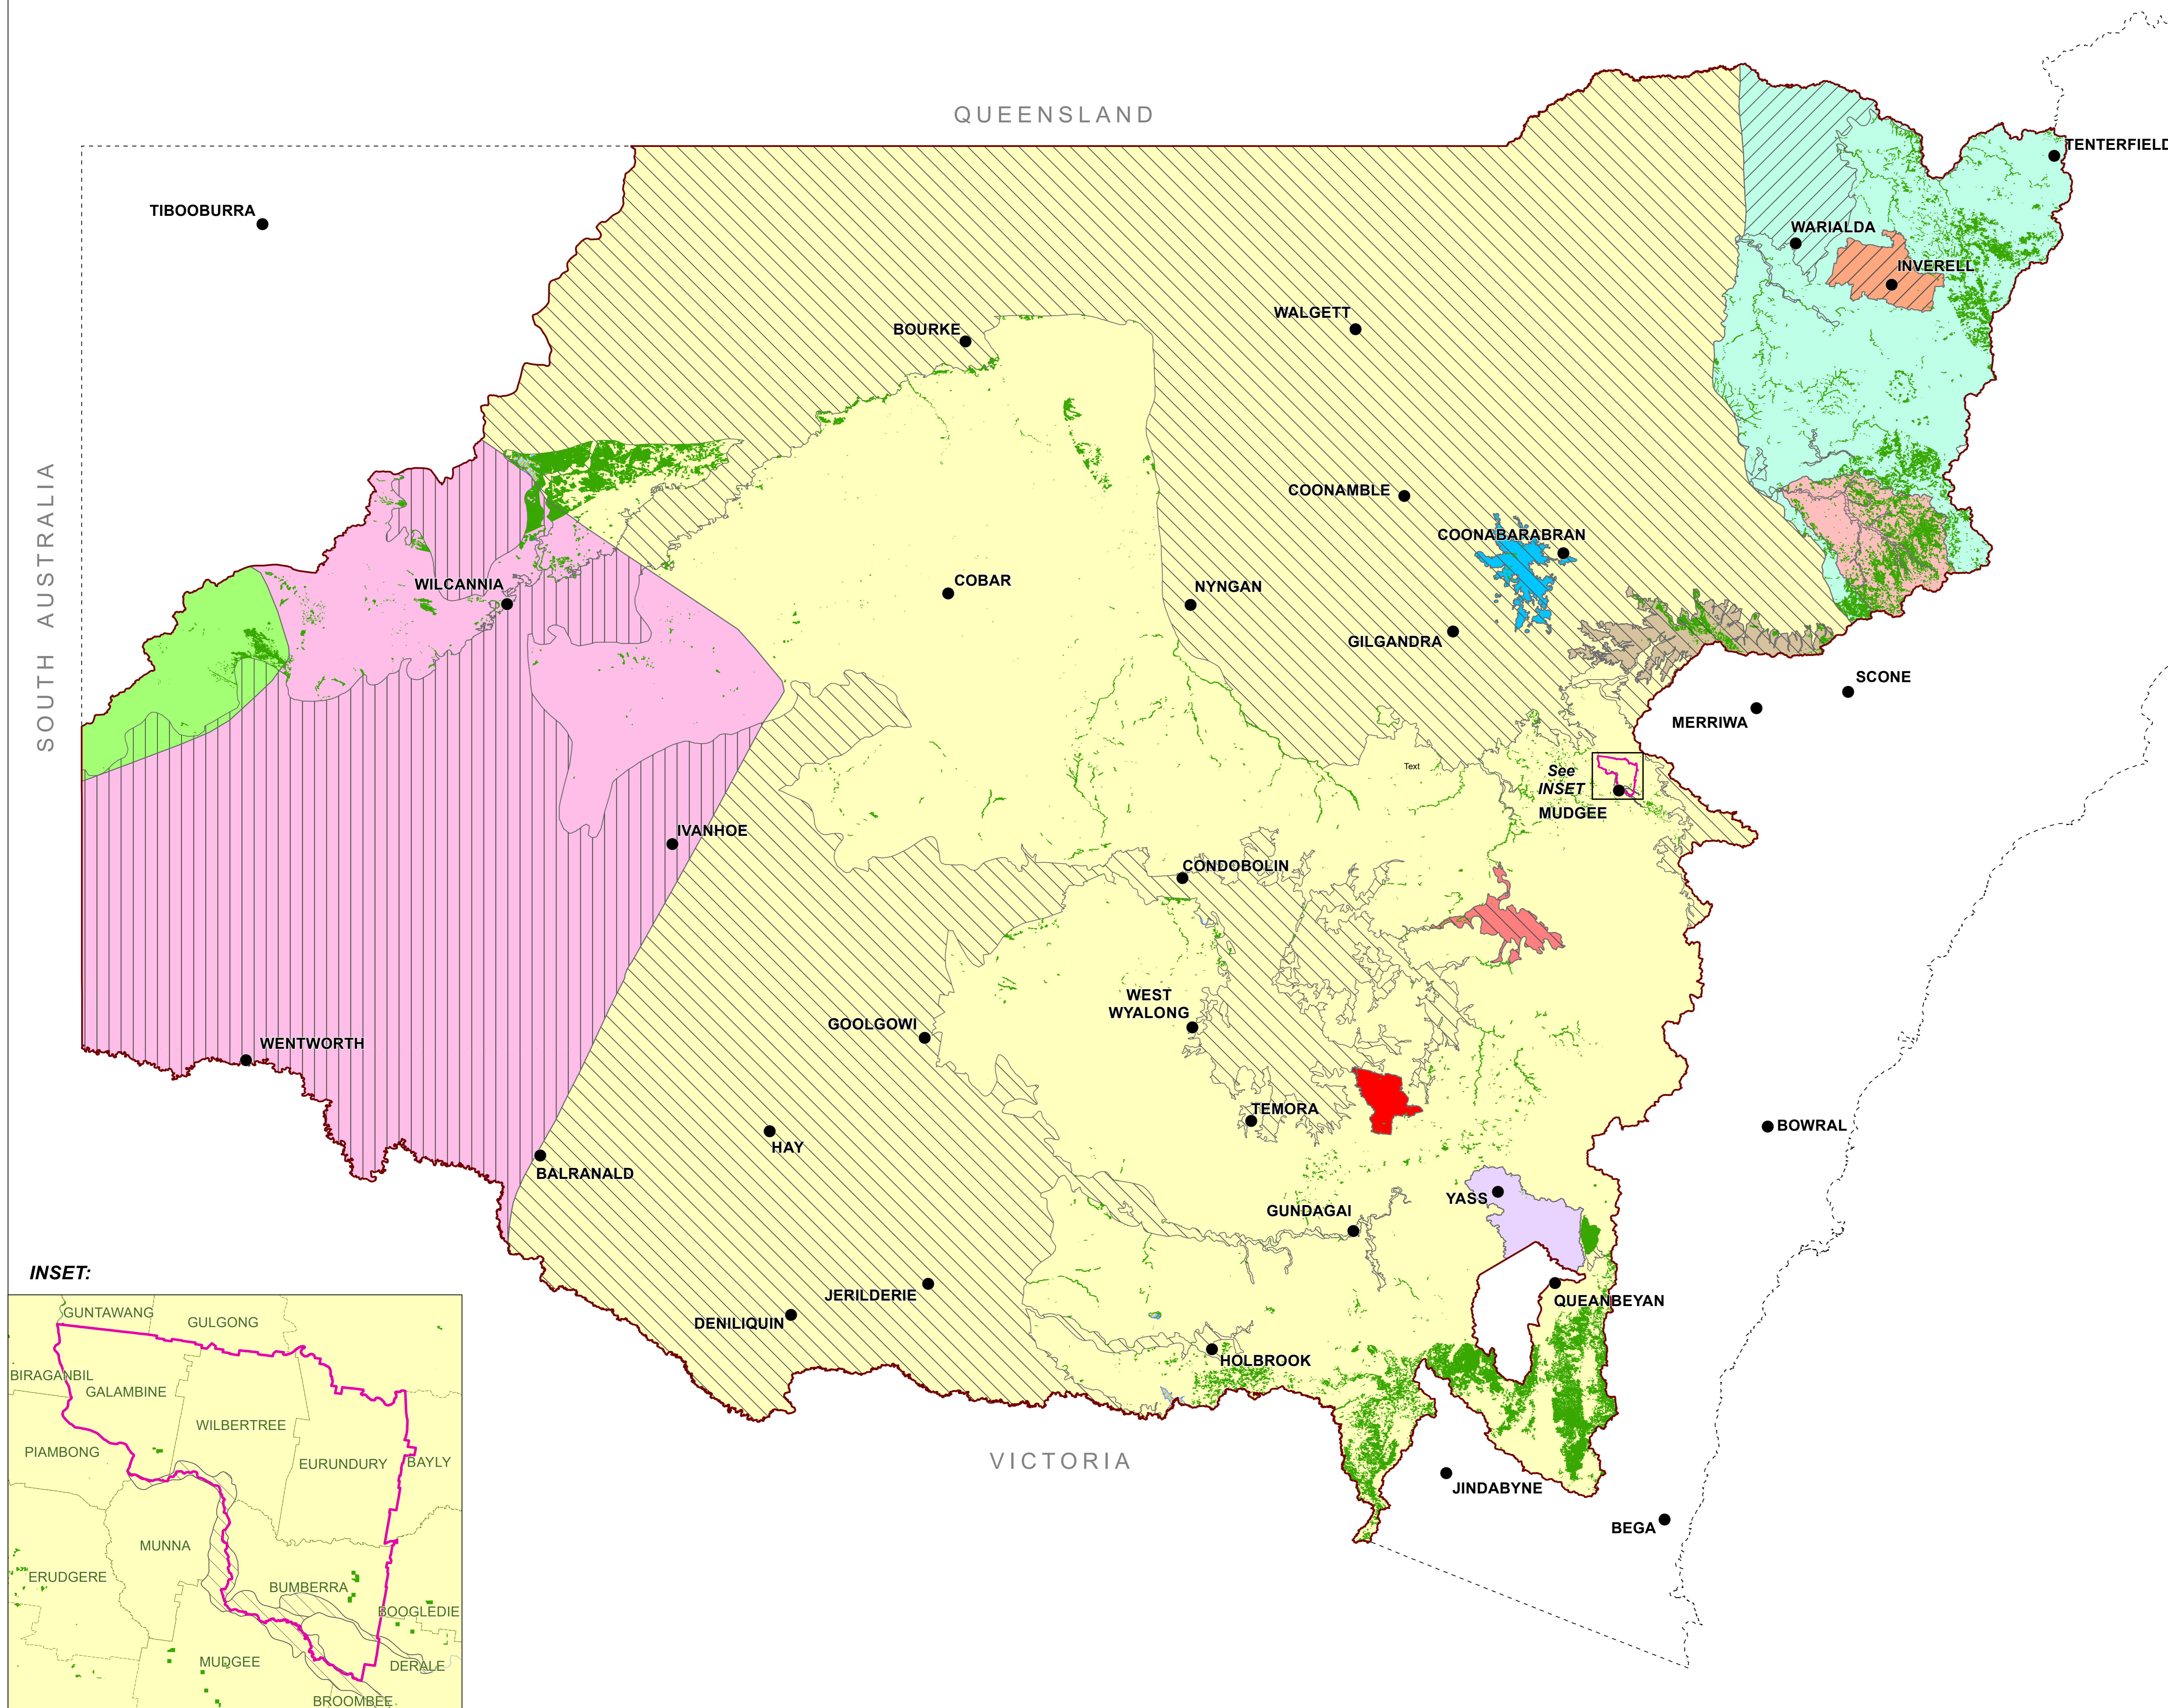 QUEENSLAND
TENTERFIELD
TIBOOBURRA
WARIALDA
INVERELL
WALGETT
BOURKE
SOUTH AUSTRALIA
COONAMBLE
COONABARABRAN
COBAR
WILCANNIA
NYNGAN
GILGANDRA
SCONE
MERRIWA
Text
See
INSET
MUDGEE
IVANHOE
CONDOBOLIN
WEST
WYALONG
GOOLGOWI
WENTWORTH
TEMORA
BOWRAL
HAY
BALRANALD
YASS
GUNDAGAI
INSET:
JERILDERIE
QUEANBEYAN
DENILIQUIN
HOLBROOK
VICTORIA
JINDABYNE
BEGA
GUNTAWANG
GULGONG
BIRAGANBIL
GALAMBINE
WILBERTREE
PIAMBONG
EURUNDURY
BAYLY
MUNNA
ERUDGERE
BUMBERRA
BOOGLEDIE
MUDGEE
DERALE
BROOMBEE